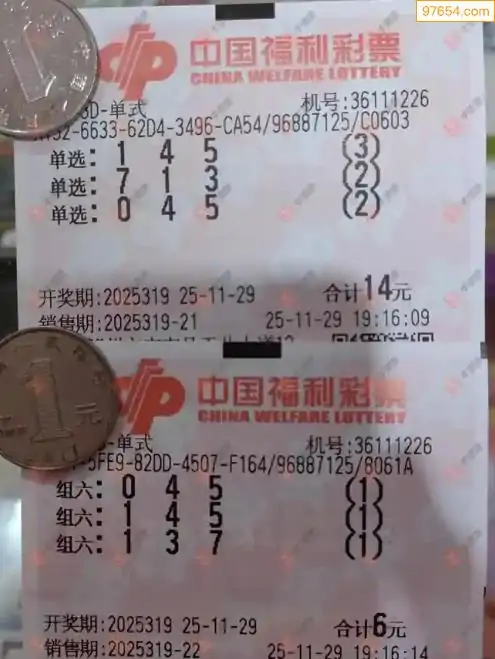 97654.com
中国福利彩票
CHINA WELFARE LOTTERY
3D-单式 机号:36111226
-6633-62D4-3496-CA54/96887125/C0603
单选: 1 4 5 (3)
单选: 7 1 3 (2)
单选: 0 4 5 (2)
开奖期:2025319 25-11-29 合计14元
销售期:2025319-21 25-11-29 19:16:09
中国福利彩票
CHINA WELFARE LOTTERY
-单式 机号:36111226
-5FE9-82DD-4507-F164/96887125/8061A
组六: 0 4 5 (1)
组六: 1 4 5 (1)
组六: 1 3 7 (1)
开奖期:2025319 25-11-29 合计6元
销售期:2025319-22 25-11-29 19:16:14
1元